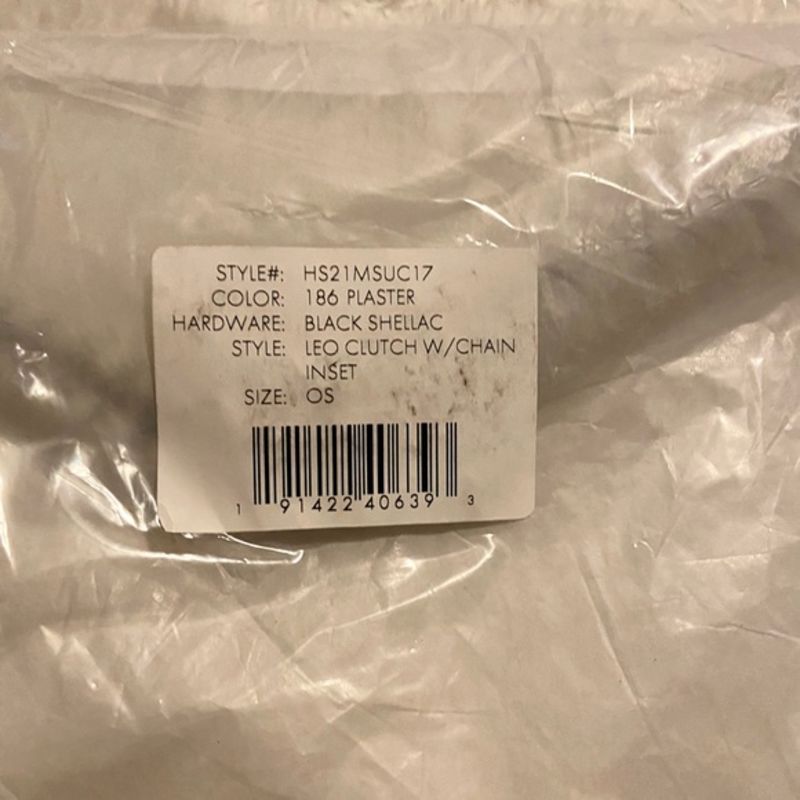 STYLE#: HS21MSUC17
COLOR: 186 PLASTER
HARDWARE: BLACK SHELLAC
STYLE: LEO CLUTCH W/CHAIN
INSET
SIZE: OS
1 91422 40639 3